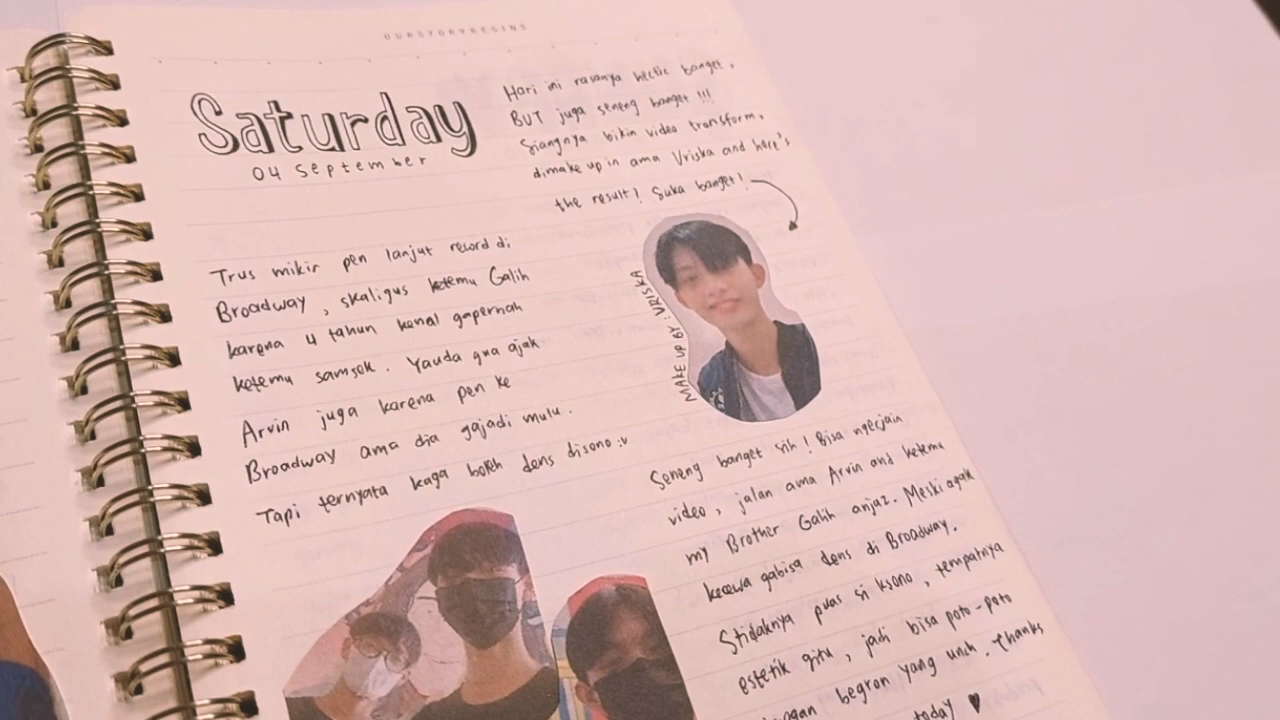 OURSTORYBEGINS
Saturday
04 September
Hari ini rasanya hectic banget,
BUT juga seneng banget !!!
Siangnya bikin video transform,
dimake up in ama Vriska and here's
the result! Suka banget!
Trus mikir pen lanjut record di
Broadway, skaligus ketemu Galih
karena 4 tahun kenal gapernah
ketemu samsek. Yauda gua ajak
Arvin juga karena pen ke
Broadway ama dia gajadi mulu.
Tapi ternyata kaga boleh dens disono :v
MAKE UP BY : VRISKA
Seneng banget sih! Bisa ngerjain
video, jalan ama Arvin and ketemu
my Brother Galih anjaz. Meski agak
kecewa gabisa dens di Broadway.
Stidaknya puas si ksono, tempatnya
estetik gitu, jadi bisa poto-poto
begron yang unch. Thanks
today ♥